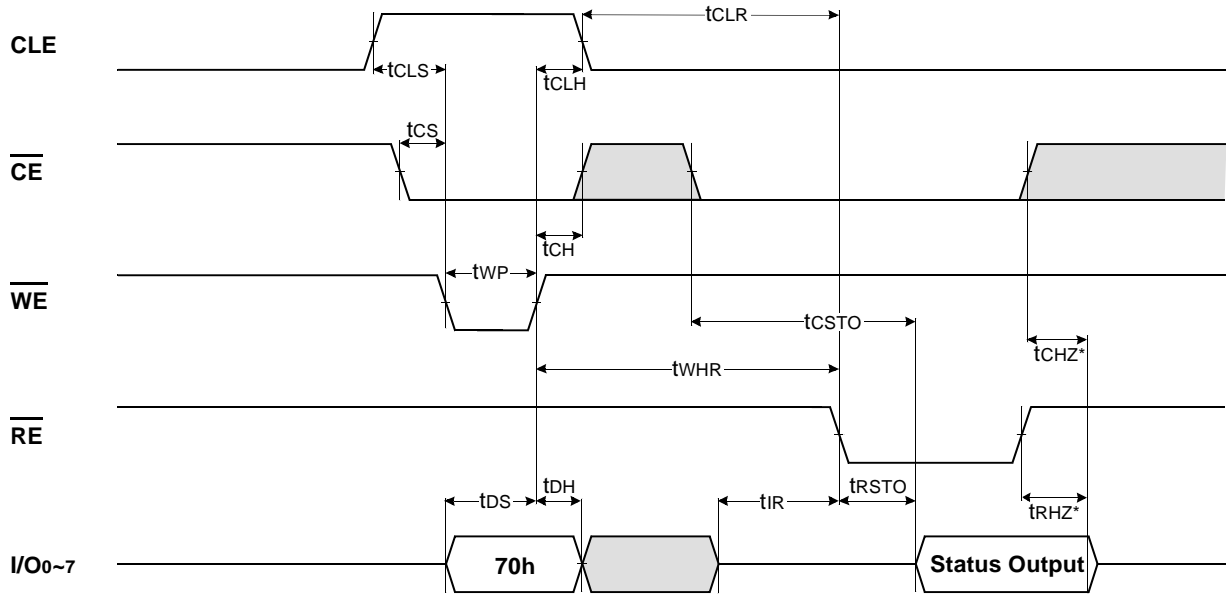 tCLR
CLE
tCLS
tCLH
tCS
CE
tCH
tWP
WE
tCSTO
tCHZ*
tWHR
RE
tDS
tDH
tIR
tRSTO
tRHZ*
I/O0~7
70h
Status Output